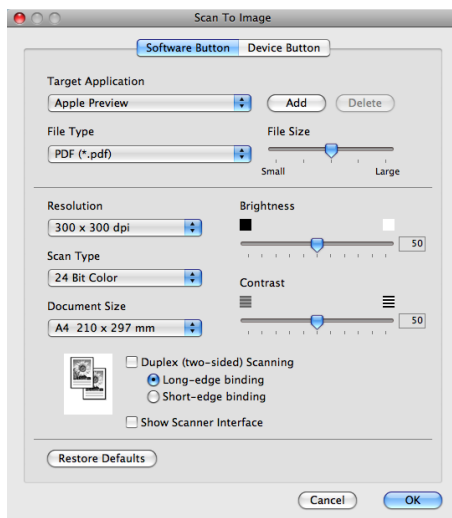 Scan To Image
Software Button Device Button
Target Application
Apple Preview Add Delete
File Type File Size
PDF (*.pdf)
Small Large
Resolution Brightness
300 x 300 dpi
50
Scan Type
24 Bit Color Contrast
Document Size
A4 210 x 297 mm 50
Duplex (two-sided) Scanning
Long-edge binding
Short-edge binding
Show Scanner Interface
Restore Defaults
Cancel OK